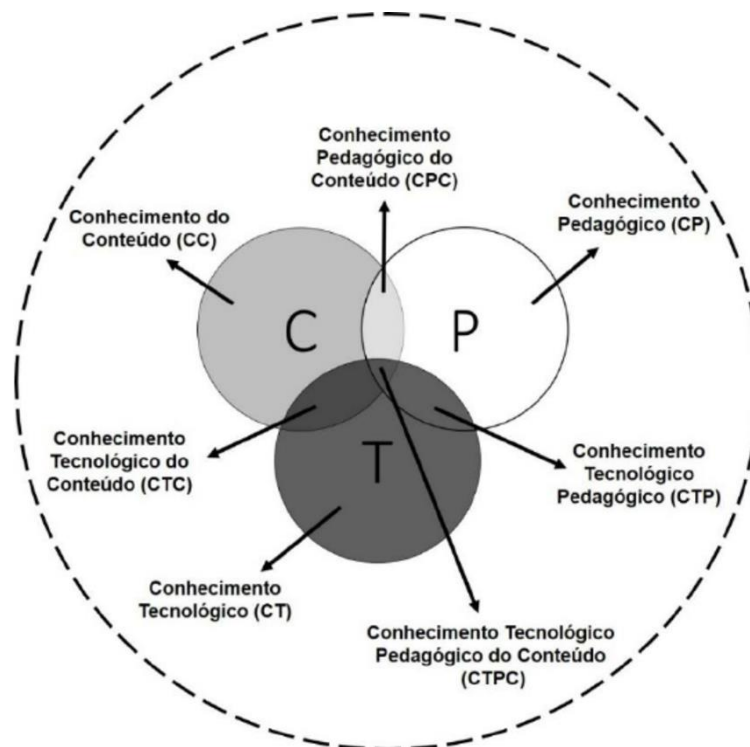 Conhecimento
Pedagógico do
Conteúdo (CPC)
Conhecimento
Pedagógico (CP)
Conhecimento do
Conteúdo (CC)
C
P
T
Conhecimento
Tecnológico do
Conteúdo (CTC)
Conhecimento
Tecnológico
Pedagógico (CTP)
Conhecimento
Tecnológico (CT)
Conhecimento Tecnológico
Pedagógico do Conteúdo
(CTPC)